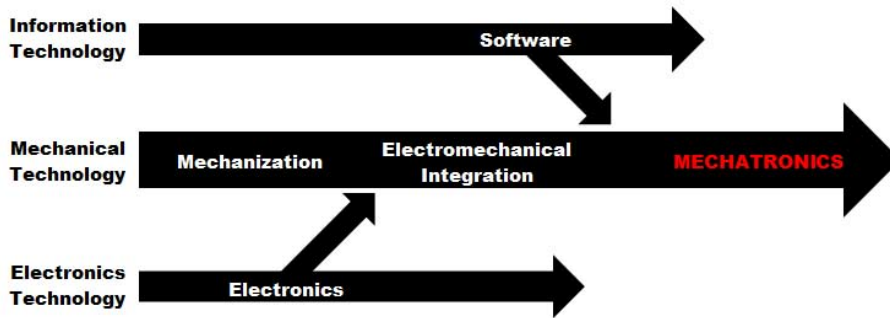 Information
Technology
Software
Mechanical
Technology
Mechanization
Electromechanical
Integration
MECHATRONICS
Electronics
Technology
Electronics